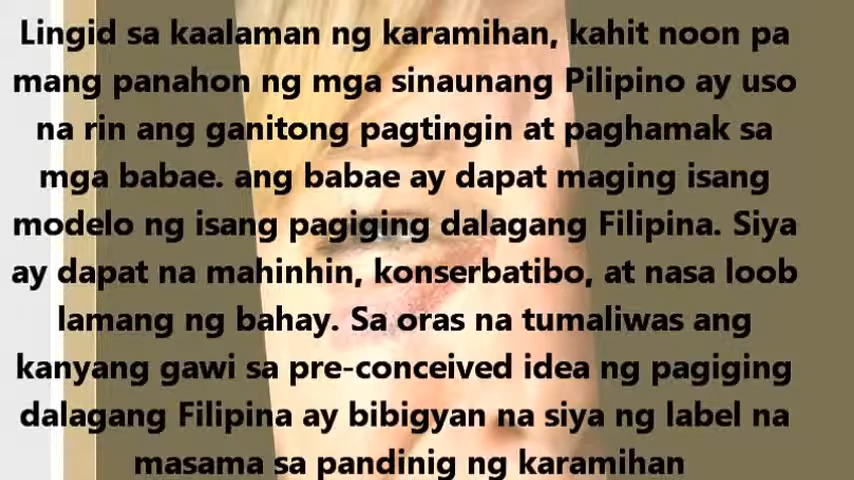 Lingid sa kaalaman ng karamihan, kahit noon pa
mang panahon ng mga sinaunang Pilipino ay uso
na rin ang ganitong pagtingin at paghamak sa
mga babae. ang babae ay dapat maging isang
modelo ng isang pagiging dalagang Filipina. Siya
ay dapat na mahinhin, konserbatibo, at nasa loob
lamang ng bahay. Sa oras na tumaliwas ang
kanyang gawi sa pre-conceived idea ng pagiging
dalagang Filipina ay bibigyan na siya ng label na
masama sa pandinig ng karamihan